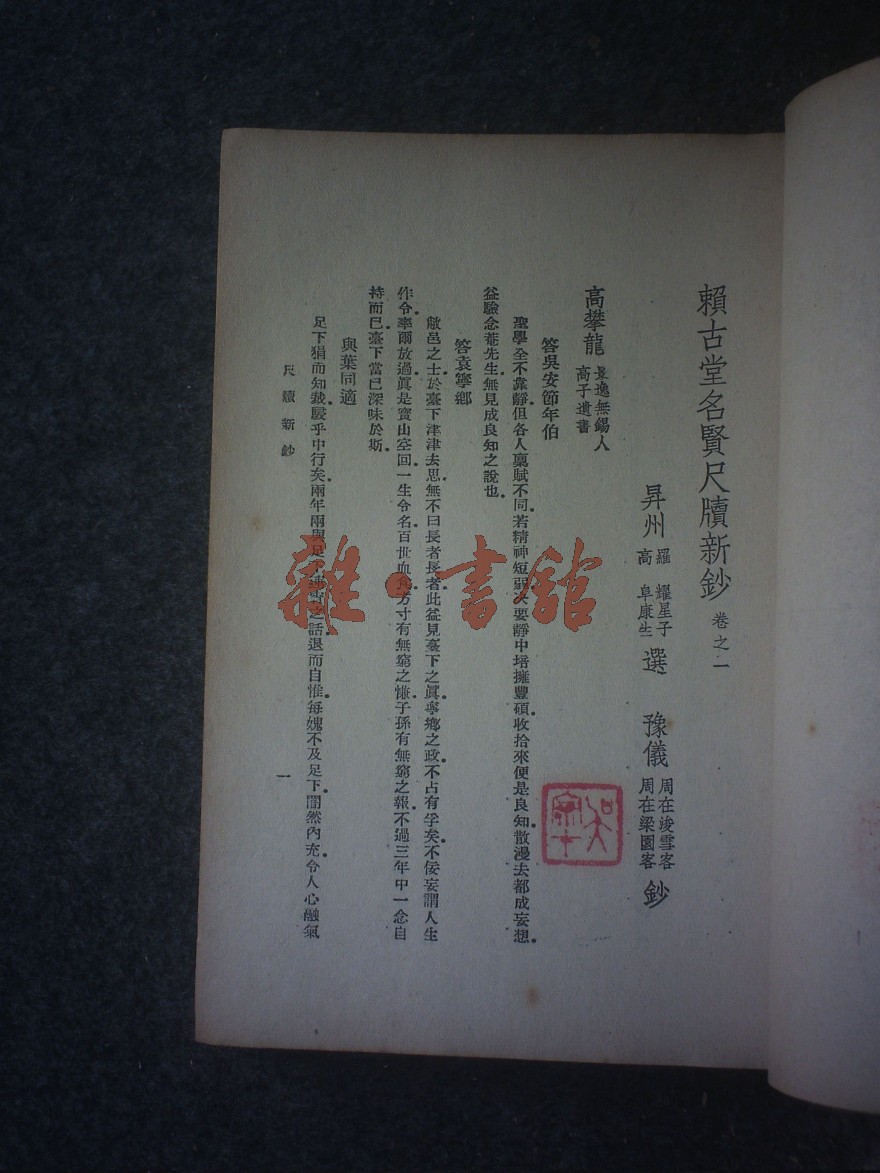 賴古堂名賢尺牘新鈔 卷之一
昇州 羅 耀星子 高 阜康生 選 豫儀 周在浚雪客 周在梁園客 鈔
高攀龍 景逸無錫人 高子遺書
答吳安節年伯
聖學全不靠靜但各人稟賦不同若精神短弱決要靜中培擁豐碩收拾來便是良知散漫去都成妄想
益驗念菴先生無見成良知之說也
答袁寧鄉
敝邑之士於臺下津津去思無不曰長者長者此益見臺下之眞寧鄉之政不占有孚矣不佞妄謂人生
作令率爾放過眞是寶山空回一生令名百世血食方寸有無窮之慊子孫有無窮之報不過三年中一念自
持而已臺下當已深味於斯
與葉同適
足下狷而知裁屡乎中行矣兩年兩與足下之話退而自惟每媿不及足下闇然內充令人心融氣
尺牘新鈔
一
雜·書館